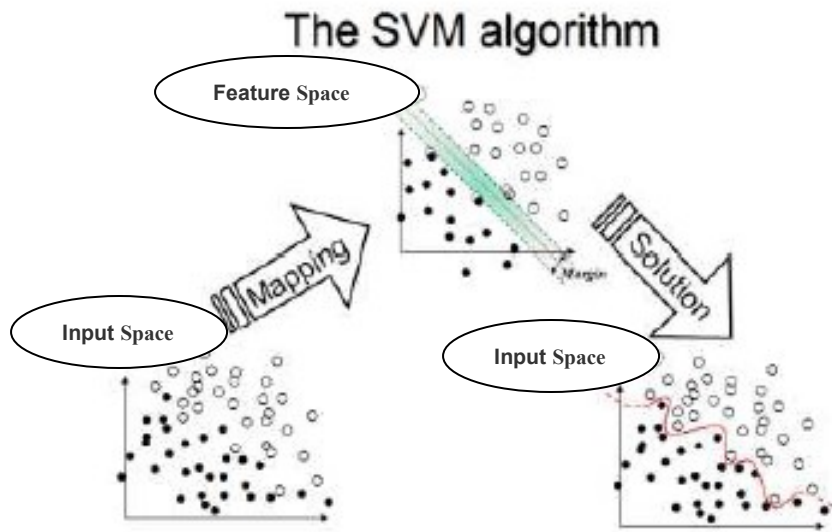 The SVM algorithm
Feature Space
Mapping
Margin
Solution
Input Space
Input Space